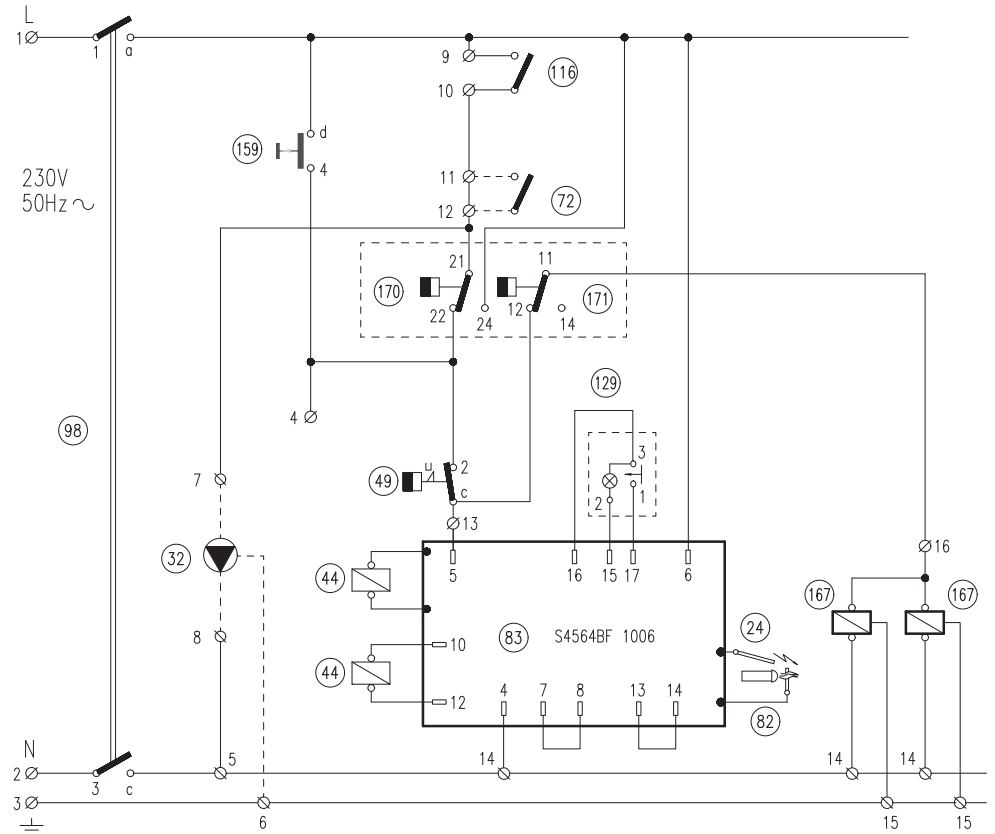 L
1 1 a
9 116
10
d
159 4
230V
50Hz ~
11
72
12
21 11
170 171
22 24 12 14
129
4
98
3
u 2
49
7 c 2 1
13
16
32
5 16 15 17 6
44
167 167
24
8 83 S4564BF 1006
10
44
4 7 8 13 14
12
82
N
5 14 14 14
2 3 c
3
6 15 15